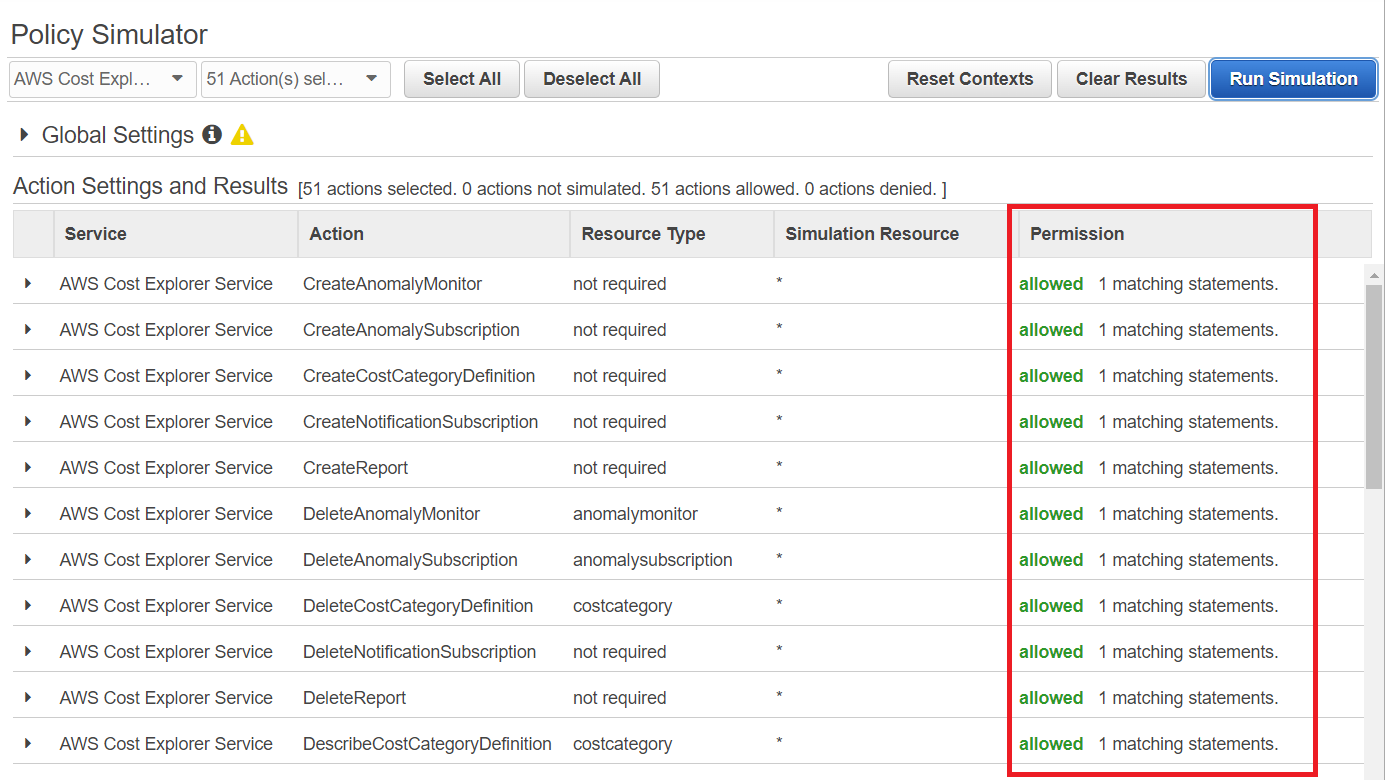 Policy Simulator
AWS Cost Expl... 51 Action(s) sel... Select All Deselect All Reset Contexts Clear Results Run Simulation
Global Settings
Action Settings and Results [51 actions selected. 0 actions not simulated. 51 actions allowed. 0 actions denied. ]
Service Action Resource Type Simulation Resource Permission
AWS Cost Explorer Service CreateAnomalyMonitor not required * allowed 1 matching statements.
AWS Cost Explorer Service CreateAnomalySubscription not required * allowed 1 matching statements.
AWS Cost Explorer Service CreateCostCategoryDefinition not required * allowed 1 matching statements.
AWS Cost Explorer Service CreateNotificationSubscription not required * allowed 1 matching statements.
AWS Cost Explorer Service CreateReport not required * allowed 1 matching statements.
AWS Cost Explorer Service DeleteAnomalyMonitor anomalymonitor * allowed 1 matching statements.
AWS Cost Explorer Service DeleteAnomalySubscription anomalysubscription * allowed 1 matching statements.
AWS Cost Explorer Service DeleteCostCategoryDefinition costcategory * allowed 1 matching statements.
AWS Cost Explorer Service DeleteNotificationSubscription not required * allowed 1 matching statements.
AWS Cost Explorer Service DeleteReport not required * allowed 1 matching statements.
AWS Cost Explorer Service DescribeCostCategoryDefinition costcategory * allowed 1 matching statements.